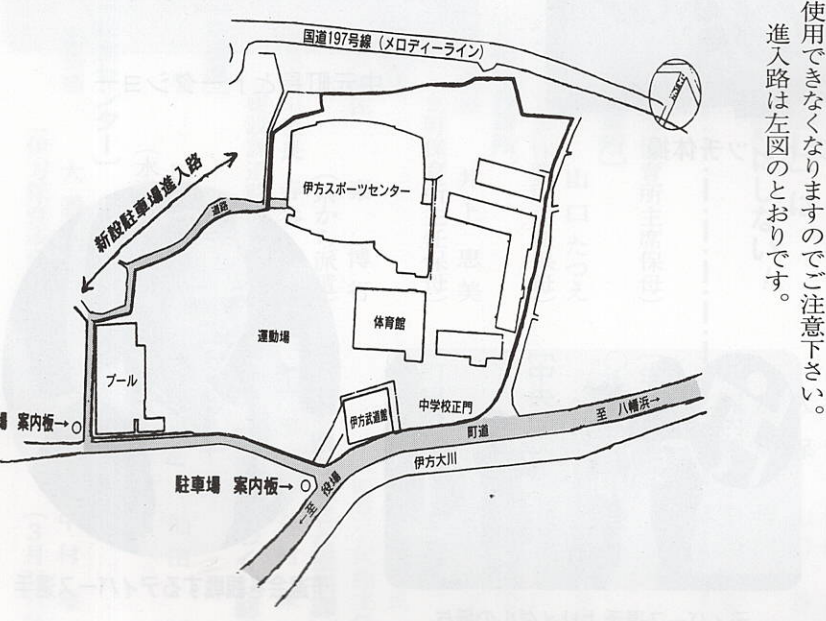 使用できなくなりますのでご注意下さい。
進入路は左図のとおりです。
国道197号線（メロディーライン）
伊方スポーツセンター
新設駐車場進入路
道路
体育館
運動場
プール
中学校正門
伊方武道館
至 八幡浜→
町道
案内板→
伊方大川
駐車場 案内板→
←至 役場